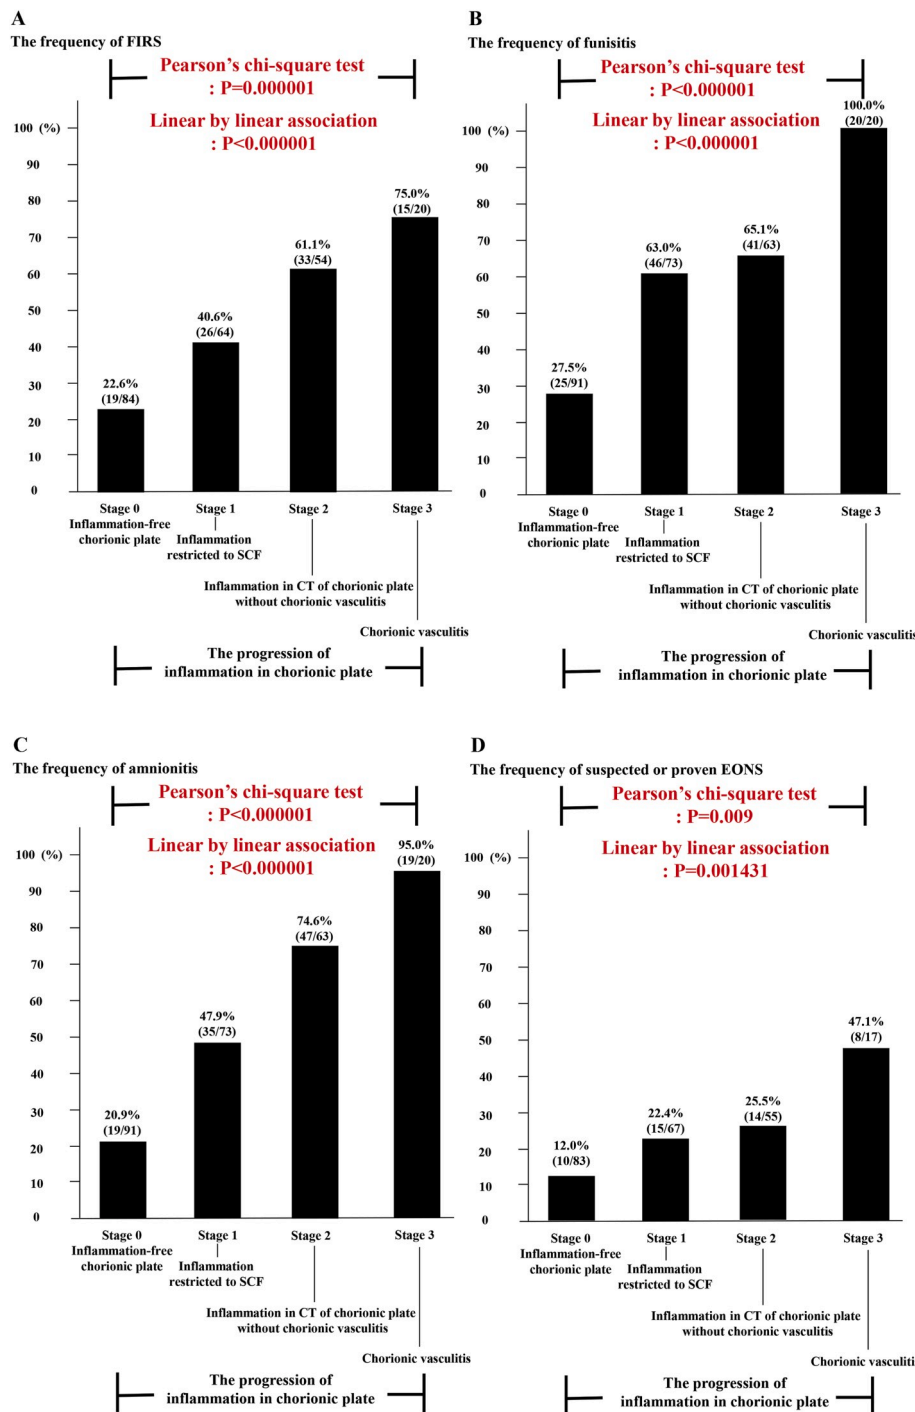 A
The frequency of FIRS
Pearson's chi-square test
: P=0.000001
Linear by linear association
: P<0.000001
100 (%)
90
80
70
60
50
40
30
20
10
0
22.6%
(19/84)
40.6%
(26/64)
61.1%
(33/54)
75.0%
(15/20)
Stage 0
Inflammation-free
chorionic plate
Stage 1
Inflammation
restricted to SCF
Stage 2
Inflammation in CT of chorionic plate
without chorionic vasculitis
Stage 3
Chorionic vasculitis
The progression of
inflammation in chorionic plate
B
The frequency of funisitis
Pearson's chi-square test
: P<0.000001
Linear by linear association
: P<0.000001
100 (%)
90
80
70
60
50
40
30
20
10
0
27.5%
(25/91)
63.0%
(46/73)
65.1%
(41/63)
100.0%
(20/20)
Stage 0
Inflammation-free
chorionic plate
Stage 1
Inflammation
restricted to SCF
Stage 2
Inflammation in CT of chorionic plate
without chorionic vasculitis
Stage 3
Chorionic vasculitis
The progression of
inflammation in chorionic plate
C
The frequency of amnionitis
Pearson's chi-square test
: P<0.000001
Linear by linear association
: P<0.000001
100 (%)
90
80
70
60
50
40
30
20
10
0
20.9%
(19/91)
47.9%
(35/73)
74.6%
(47/63)
95.0%
(19/20)
Stage 0
Inflammation-free
chorionic plate
Stage 1
Inflammation
restricted to SCF
Stage 2
Inflammation in CT of chorionic plate
without chorionic vasculitis
Stage 3
Chorionic vasculitis
The progression of
inflammation in chorionic plate
D
The frequency of suspected or proven EONS
Pearson's chi-square test
: P=0.009
Linear by linear association
: P=0.001431
100 (%)
90
80
70
60
50
40
30
20
10
0
12.0%
(10/83)
22.4%
(15/67)
25.5%
(14/55)
47.1%
(8/17)
Stage 0
Inflammation-free
chorionic plate
Stage 1
Inflammation
restricted to SCF
Stage 2
Inflammation in CT of chorionic plate
without chorionic vasculitis
Stage 3
Chorionic vasculiti
The progression of
inflammation in chorionic plate